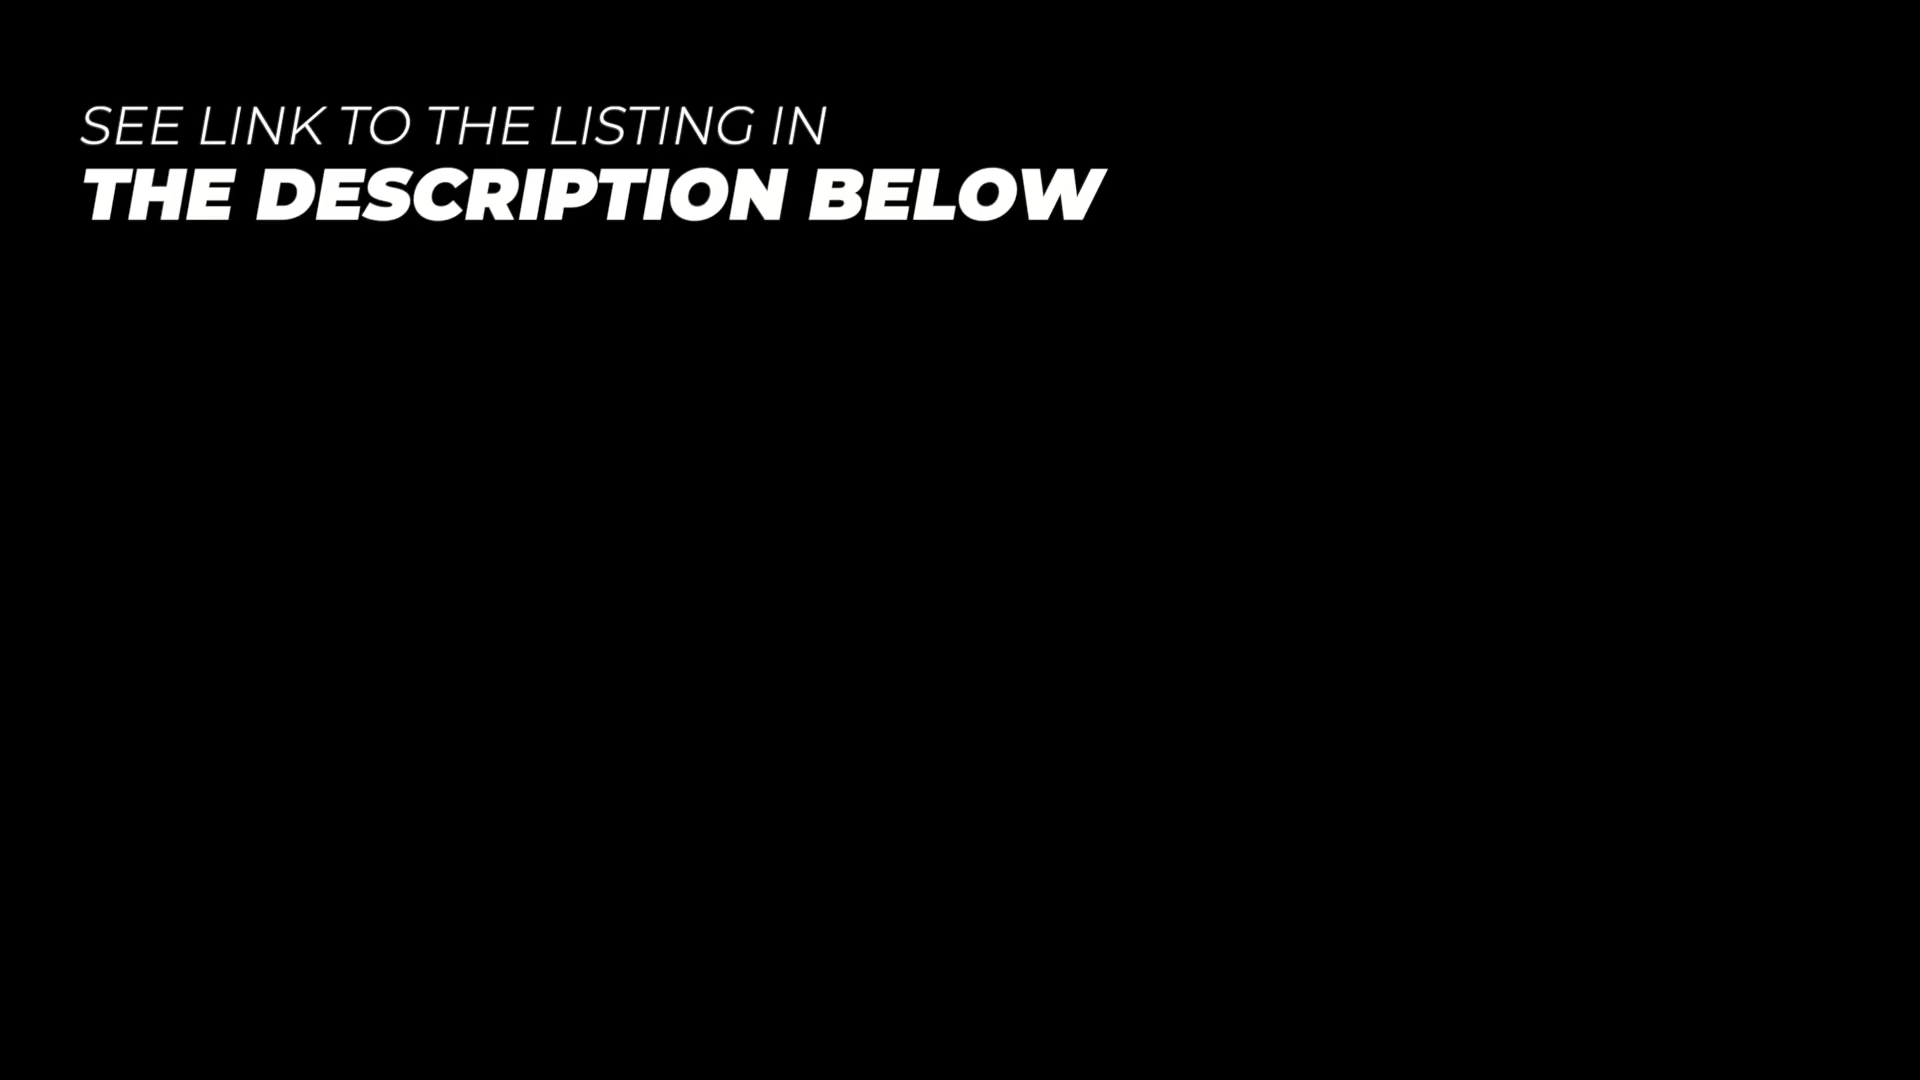 SEE LINK TO THE LISTING IN
THE DESCRIPTION BELOW